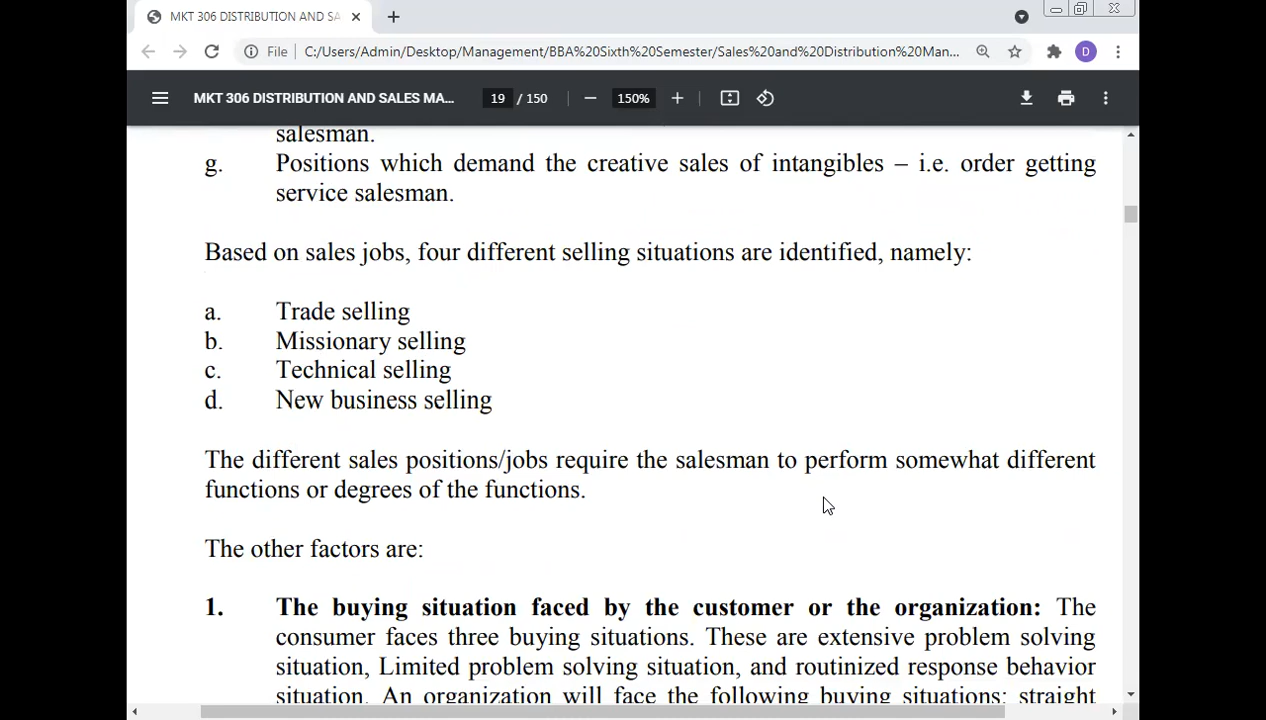 MKT 306 DISTRIBUTION AND SA
File C:/Users/Admin/Desktop/Management/BBA%20Sixth%20Semester/Sales%20and%20Distribution%20Man...
D
MKT 306 DISTRIBUTION AND SALES MA... 19 / 150 150%
salesman.
g. Positions which demand the creative sales of intangibles – i.e. order getting
service salesman.
Based on sales jobs, four different selling situations are identified, namely:
a. Trade selling
b. Missionary selling
c. Technical selling
d. New business selling
The different sales positions/jobs require the salesman to perform somewhat different
functions or degrees of the functions.
The other factors are:
1. The buying situation faced by the customer or the organization: The
consumer faces three buying situations. These are extensive problem solving
situation, Limited problem solving situation, and routinized response behavior
situation. An organization will face the following buying situations: straight